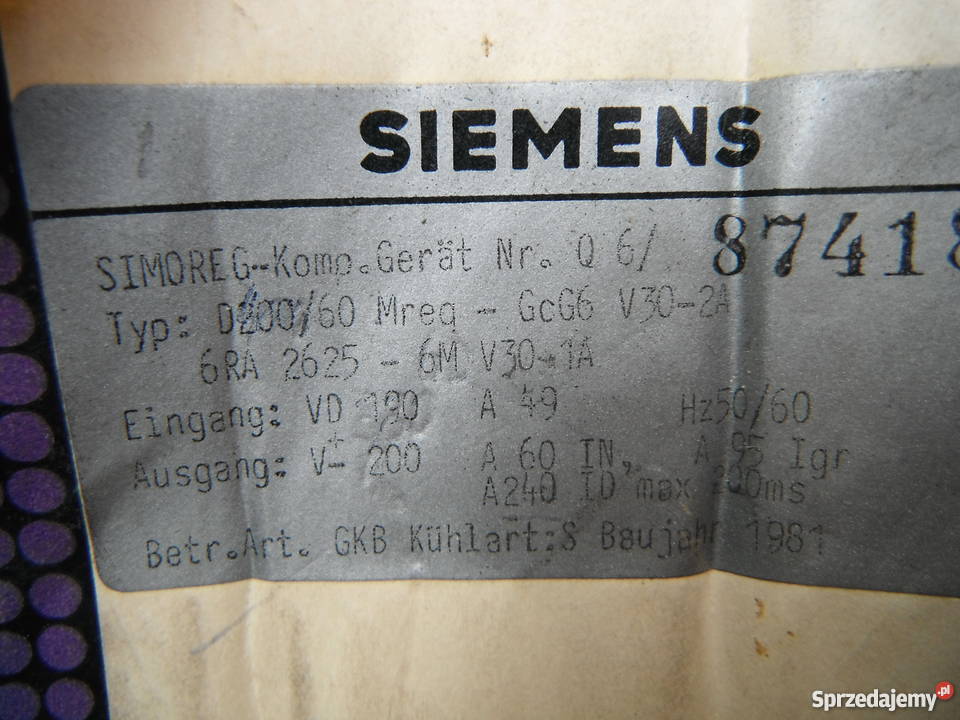 SIEMENS
SIMOREG-Komp.Gerät Nr. Q 6/ 87418
Typ: D200/60 Mreq - GcG6 V30-2A
6RA 2625 - 6M V30-1A
Eingang: VD 190 A 49 Hz50/60
Ausgang: V± 200 A 60 IN, A 95 Igr
A240 ID max 200ms
Betr.Art. GKB Kühlart:S Baujahr 1981
Sprzedajemy.pl